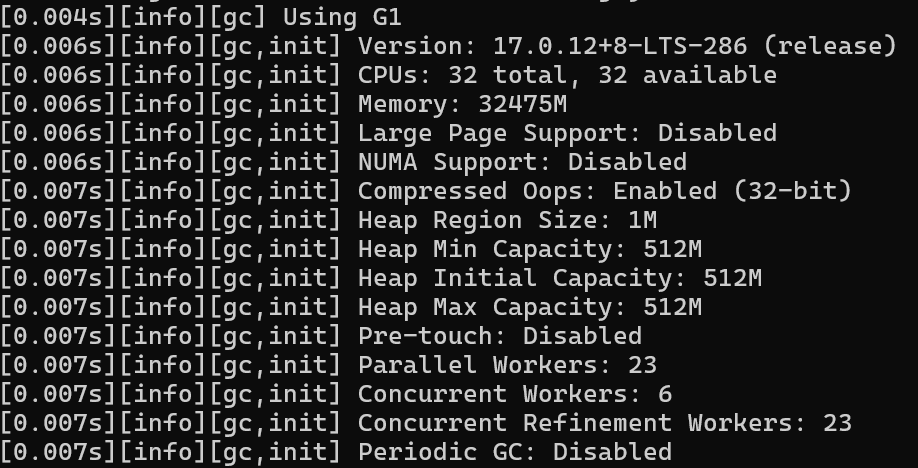 [0.004s][info][gc] Using G1
[0.006s][info][gc,init] Version: 17.0.12+8-LTS-286 (release)
[0.006s][info][gc,init] CPUs: 32 total, 32 available
[0.006s][info][gc,init] Memory: 32475M
[0.006s][info][gc,init] Large Page Support: Disabled
[0.006s][info][gc,init] NUMA Support: Disabled
[0.007s][info][gc,init] Compressed Oops: Enabled (32-bit)
[0.007s][info][gc,init] Heap Region Size: 1M
[0.007s][info][gc,init] Heap Min Capacity: 512M
[0.007s][info][gc,init] Heap Initial Capacity: 512M
[0.007s][info][gc,init] Heap Max Capacity: 512M
[0.007s][info][gc,init] Pre-touch: Disabled
[0.007s][info][gc,init] Parallel Workers: 23
[0.007s][info][gc,init] Concurrent Workers: 6
[0.007s][info][gc,init] Concurrent Refinement Workers: 23
[0.007s][info][gc,init] Periodic GC: Disabled